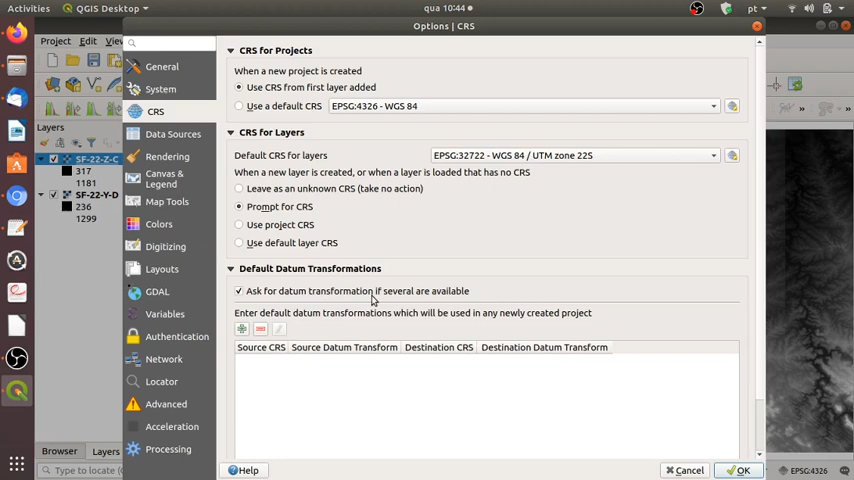 Activities QGIS Desktop qua 10:44 pt
Options | CRS
Project Edit View
General
System
CRS
Data Sources
Rendering
Canvas &
Legend
Map Tools
Colors
Digitizing
Layouts
GDAL
Variables
Authentication
Network
Locator
Advanced
Acceleration
Processing
CRS for Projects
When a new project is created
Use CRS from first layer added
Use a default CRS EPSG:4326 - WGS 84
CRS for Layers
Default CRS for layers EPSG:32722 - WGS 84 / UTM zone 22S
When a new layer is created, or when a layer is loaded that has no CRS
Leave as an unknown CRS (take no action)
Prompt for CRS
Use project CRS
Use default layer CRS
Default Datum Transformations
Ask for datum transformation if several are available
Enter default datum transformations which will be used in any newly created project
Source CRS Source Datum Transform Destination CRS Destination Datum Transform
Help Cancel OK
Layers
SF-22-Z-C
317
1181
SF-22-Y-D
236
1299
Browser Layers
Type to locate (
EPSG:4326